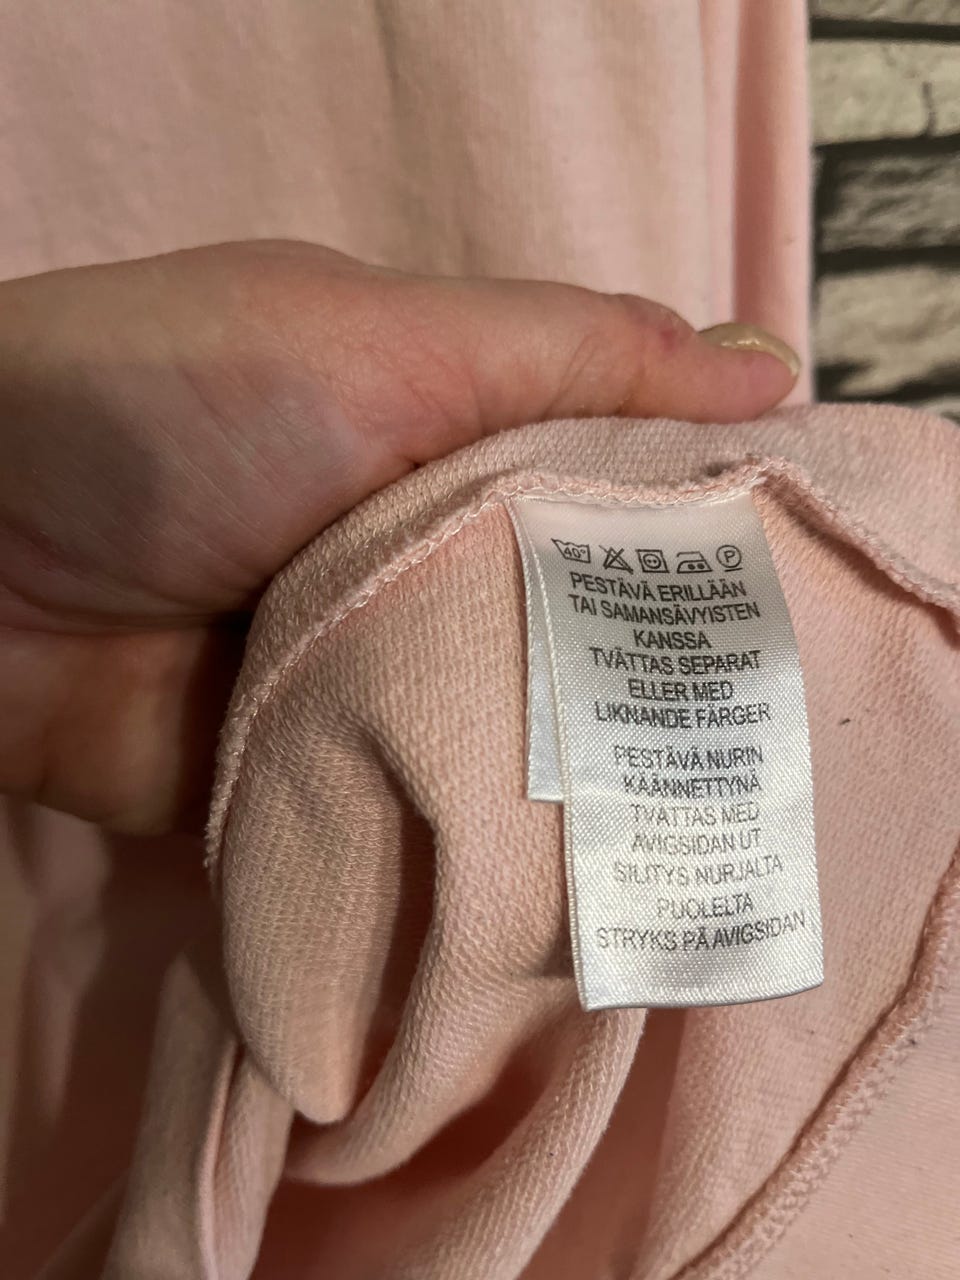 40° P
PESTÄVÄ ERILLÄÄN
TAI SAMANSÄVYISTEN
KANSSA
TVÄTTAS SEPARAT
ELLER MED
LIKNANDE FÄRGER
PESTÄVÄ NURIN
KÄÄNNETTYNÄ
TVÄTTAS MED
AVIGSIDAN UT
SILITYS NURJALTA
PUOLELTA
STRYKS PÅ AVIGSIDAN